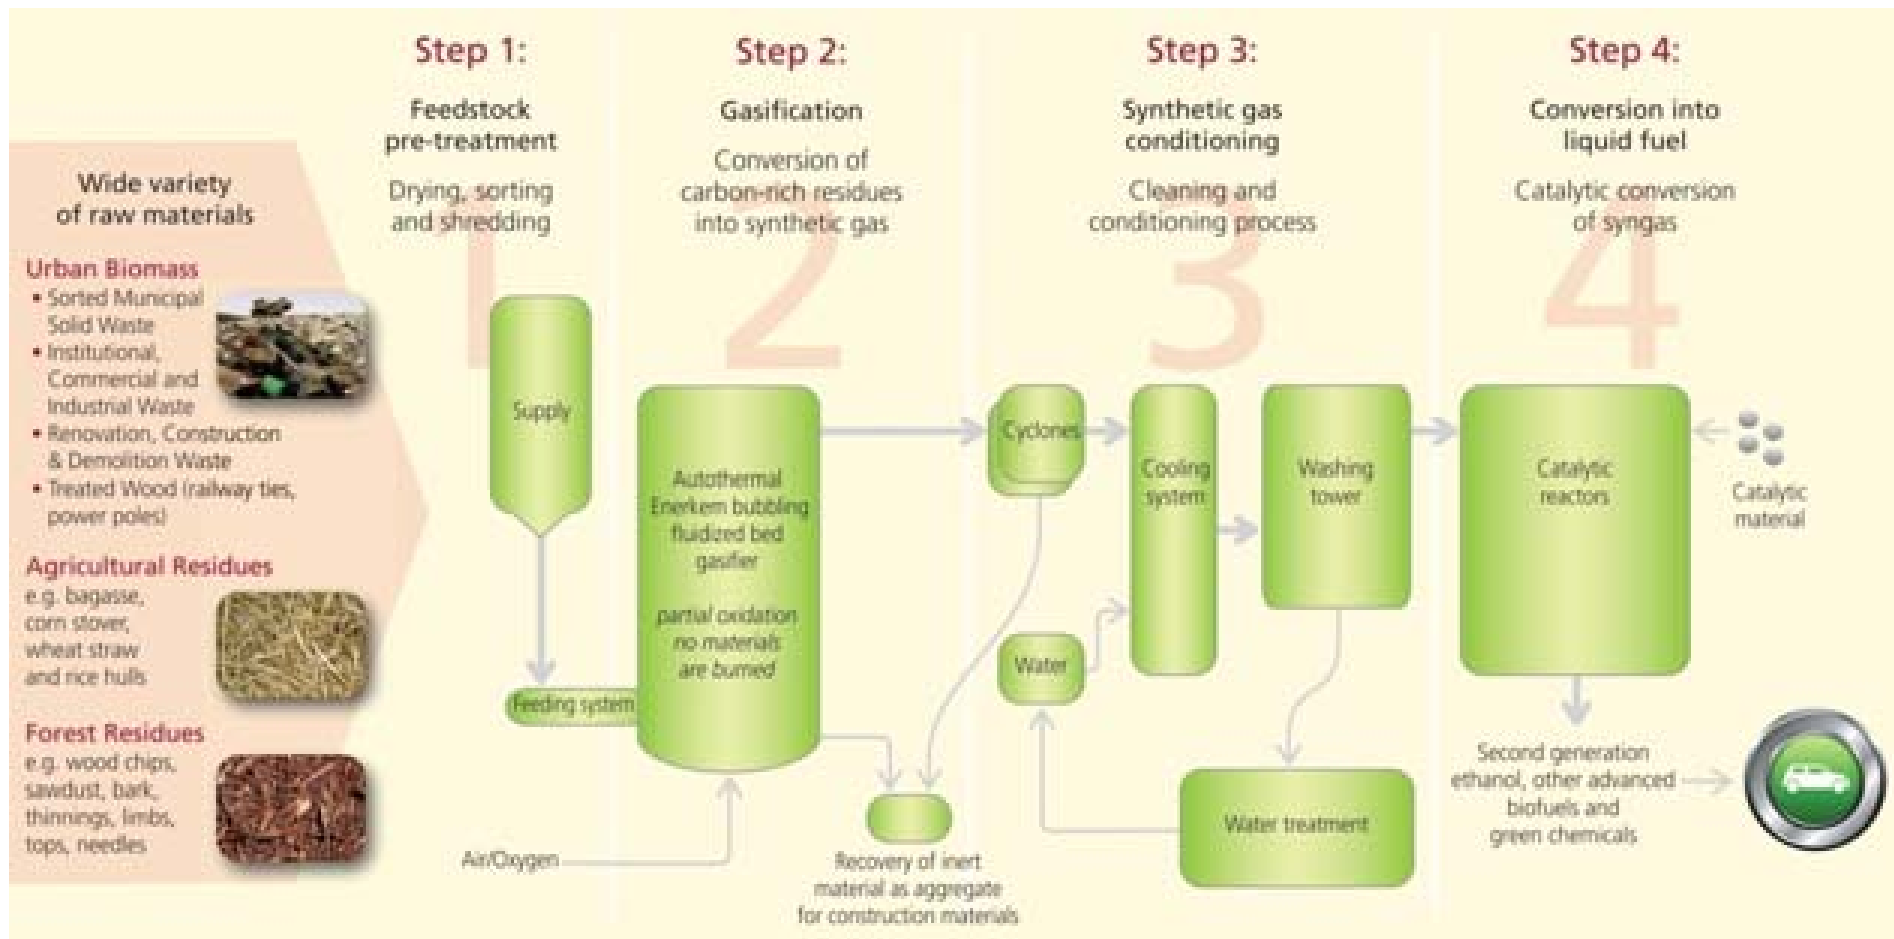 Step 1:
Feedstock
pre-treatment
Drying, sorting
and shredding
Step 2:
Gasification
Conversion of
carbon-rich residues
into synthetic gas
Step 3:
Synthetic gas
conditioning
Cleaning and
conditioning process
Step 4:
Conversion into
liquid fuel
Catalytic conversion
of syngas
1
2
3
4
Wide variety
of raw materials
Urban Biomass
• Sorted Municipal
Solid Waste
• Institutional,
Commercial and
Industrial Waste
• Renovation, Construction
& Demolition Waste
• Treated Wood (railway ties,
power poles)
Agricultural Residues
e.g. bagasse,
corn stover,
wheat straw
and rice hulls
Forest Residues
e.g. wood chips,
sawdust, bark,
thinnings, limbs,
tops, needles
Supply
Feeding system
Air/Oxygen
Autothermal
Enerkem bubbling
fluidized bed
gasifier
partial oxidation
no materials
are burned
Recovery of inert
material as aggregate
for construction materials
Cyclones
Cooling
system
Water
Washing
tower
Water treatment
Catalytic
reactors
Catalytic
material
Second generation
ethanol, other advanced
biofuels and
green chemicals